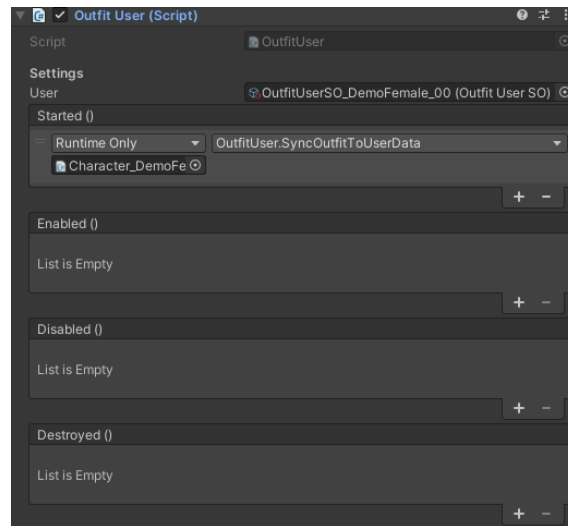 Outfit User (Script)
Script OutfitUser
Settings
User OutfitUserSO_DemoFemale_00 (Outfit User SO)
Started ()
Runtime Only OutfitUser.SyncOutfitToUserData
Character_DemoFe
+ -
Enabled ()
List is Empty
+ -
Disabled ()
List is Empty
+ -
Destroyed ()
List is Empty
+ -